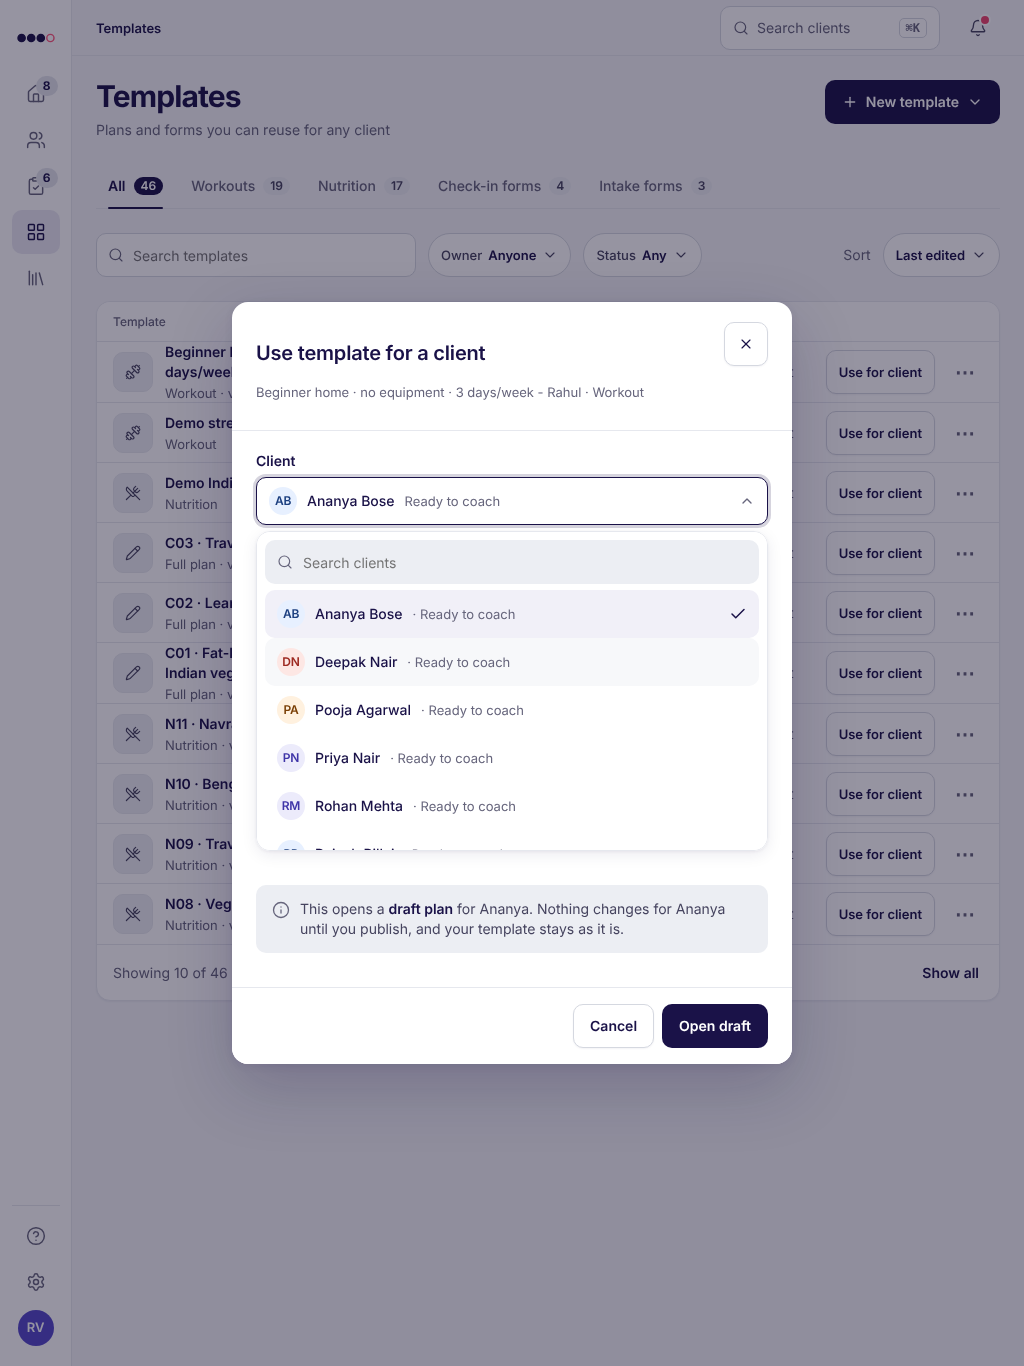 Templates
Search clients
⌘K
8
6
Templates
Plans and forms you can reuse for any client
New template
All 46
Workouts 19
Nutrition 17
Check-in forms 4
Intake forms 3
Search templates
Owner Anyone
Status Any
Sort
Last edited
Template
Beginner
days/wee
Workout ·
Use for client
Demo stre
Workout
Use for client
Demo Indi
Nutrition
Use for client
C03 · Trav
Full plan ·
Use for client
C02 · Lea
Full plan ·
Use for client
C01 · Fat-
Indian veg
Full plan ·
Use for client
N11 · Navr
Nutrition ·
Use for client
N10 · Beng
Nutrition ·
Use for client
N09 · Trav
Nutrition ·
Use for client
N08 · Veg
Nutrition ·
Use for client
Showing 10 of 46
Show all
Use template for a client
Beginner home · no equipment · 3 days/week - Rahul · Workout
Client
AB Ananya Bose Ready to coach
Search clients
AB Ananya Bose · Ready to coach
DN Deepak Nair · Ready to coach
PA Pooja Agarwal · Ready to coach
PN Priya Nair · Ready to coach
RM Rohan Mehta · Ready to coach
This opens a draft plan for Ananya. Nothing changes for Ananya
until you publish, and your template stays as it is.
Cancel
Open draft
RV